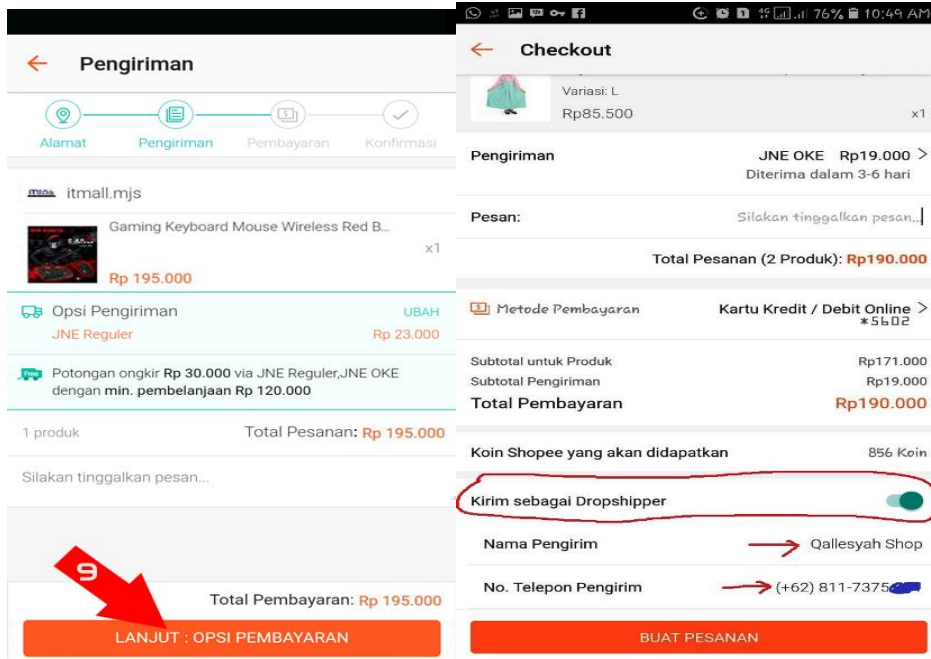 Pengiriman
Alamat
Pengiriman
Pembayaran
Konfirmasi
itmall.mjs
Gaming Keyboard Mouse Wireless Red B...
x1
Rp 195.000
Opsi Pengiriman
UBAH
JNE Reguler
Rp 23.000
Free
Potongan ongkir Rp 30.000 via JNE Reguler,JNE OKE
dengan min. pembelanjaan Rp 120.000
1 produk
Total Pesanan: Rp 195.000
Silakan tinggalkan pesan...
9
Total Pembayaran: Rp 195.000
LANJUT : OPSI PEMBAYARAN
76% 10:49 AM
Checkout
Variasi: L
Rp85.500
x1
Pengiriman
JNE OKE Rp19.000 >
Diterima dalam 3-6 hari
Pesan:
Silakan tinggalkan pesan...
Total Pesanan (2 Produk): Rp190.000
Metode Pembayaran
Kartu Kredit / Debit Online >
*5602
Subtotal untuk Produk
Rp171.000
Subtotal Pengiriman
Rp19.000
Total Pembayaran
Rp190.000
Koin Shopee yang akan didapatkan
856 Koin
Kirim sebagai Dropshipper
Nama Pengirim
Qallesyah Shop
No. Telepon Pengirim
(+62) 811-7375
BUAT PESANAN